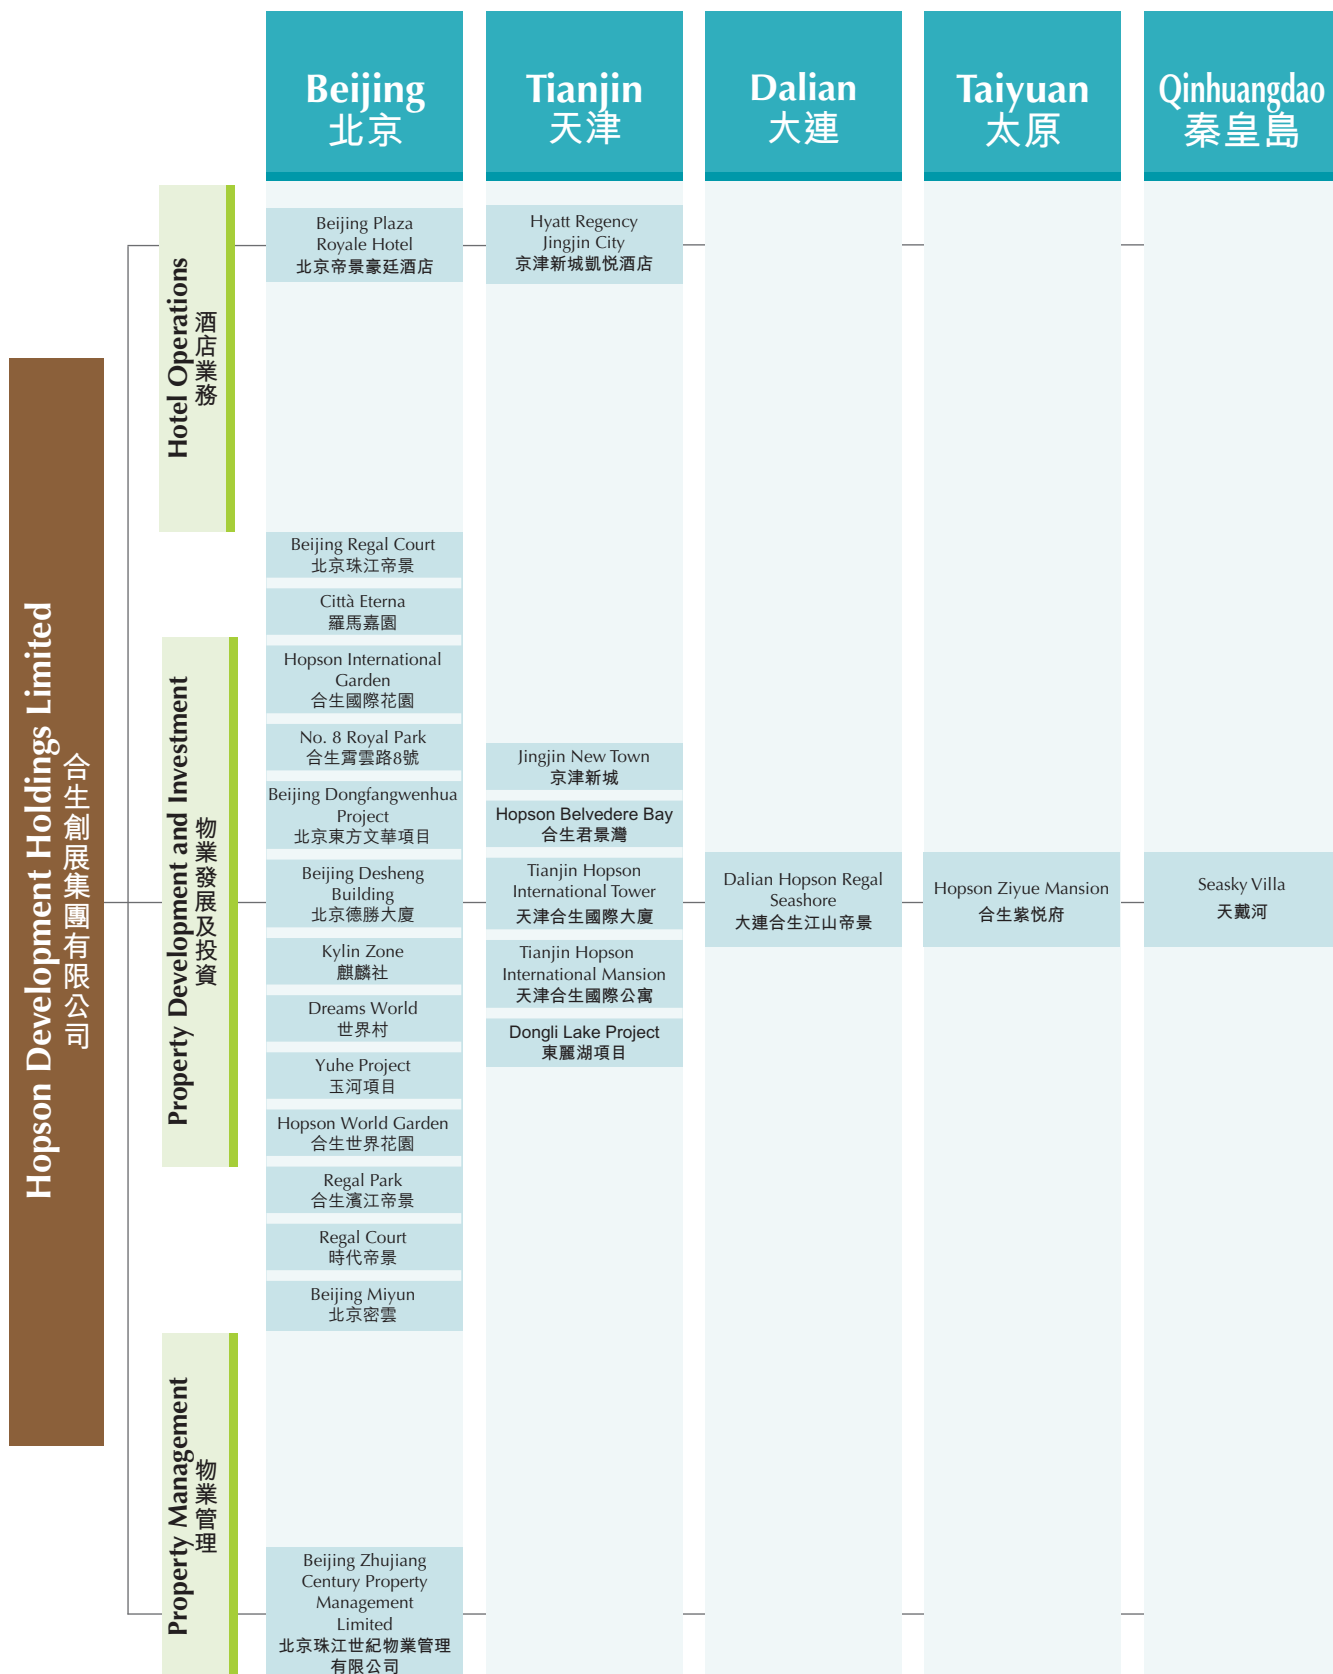 Beijing
北京
Tianjin
天津
Dalian
大連
Taiyuan
太原
Qinhuangdao
秦皇島
Hopson Development Holdings Limited
合生創展集團有限公司
Hotel Operations
酒店業務
Beijing Plaza
Royale Hotel
北京帝景豪廷酒店
Hyatt Regency
Jingjin City
京津新城凱悦酒店
Property Development and Investment
物業發展及投資
Beijing Regal Court
北京珠江帝景
Città Eterna
羅馬嘉園
Hopson International
Garden
合生國際花園
No. 8 Royal Park
合生霄雲路8號
Beijing Dongfangwenhua
Project
北京東方文華項目
Beijing Desheng
Building
北京德勝大廈
Kylin Zone
麒麟社
Dreams World
世界村
Yuhe Project
玉河項目
Hopson World Garden
合生世界花園
Regal Park
合生濱江帝景
Regal Court
時代帝景
Beijing Miyun
北京密雲
Jingjin New Town
京津新城
Hopson Belvedere Bay
合生君景灣
Tianjin Hopson
International Tower
天津合生國際大廈
Tianjin Hopson
International Mansion
天津合生國際公寓
Dongli Lake Project
東麗湖項目
Dalian Hopson Regal
Seashore
大連合生江山帝景
Hopson Ziyue Mansion
合生紫悦府
Seasky Villa
天戴河
Property Management
物業管理
Beijing Zhujiang
Century Property
Management
Limited
北京珠江世紀物業管理
有限公司